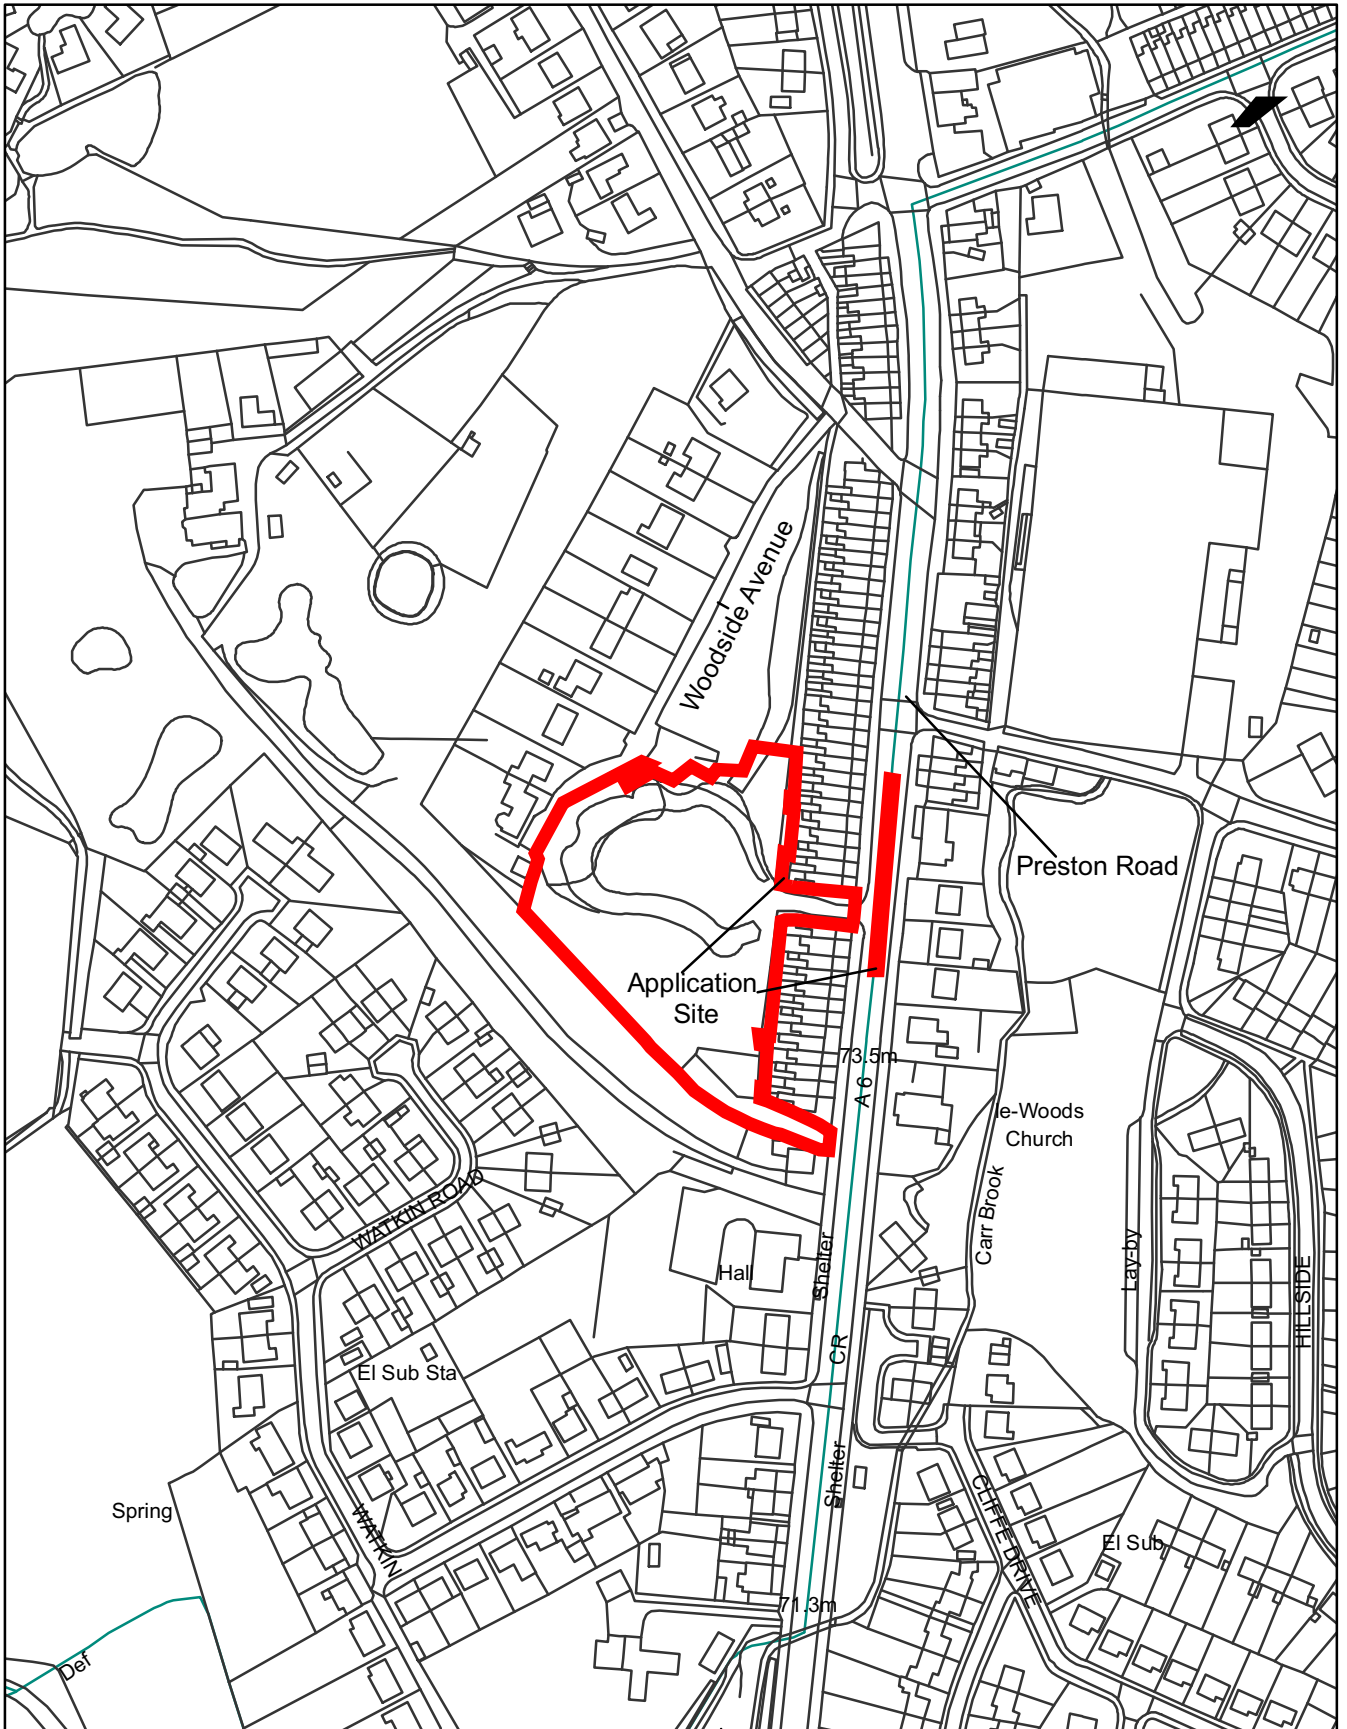 Woodside Avenue
Preston Road
Application
Site
73.5m
A 6
le-Woods
Church
Carr Brook
WATKIN ROAD
Hall
Shelter
Lay-by
HILLSIDE
CR
El Sub Sta
Shelter
Spring
WATKIN
CLIFFE DRIVE
El Sub
71.3m
Def